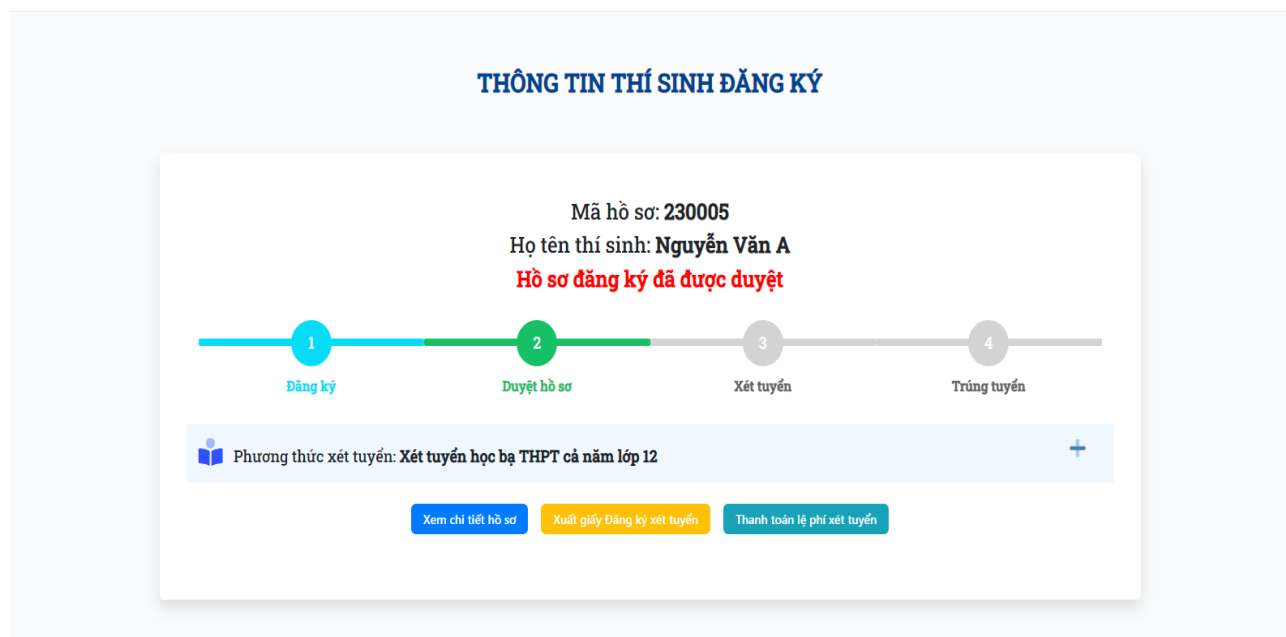 THÔNG TIN THÍ SINH ĐĂNG KÝ
Mã hồ sơ: 230005
Họ tên thí sinh: Nguyễn Văn A
Hồ sơ đăng ký đã được duyệt
1 2 3 4
Đăng ký Duyệt hồ sơ Xét tuyển Trúng tuyển
Phương thức xét tuyển: Xét tuyển học bạ THPT cả năm lớp 12
Xem chi tiết hồ sơ Xuất giấy Đăng ký xét tuyển Thanh toán lệ phí xét tuyển